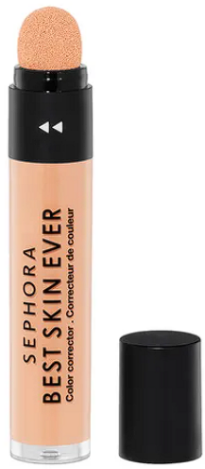 SEPHORA
BEST SKIN EVER
Color corrector . Correcteur de couleur